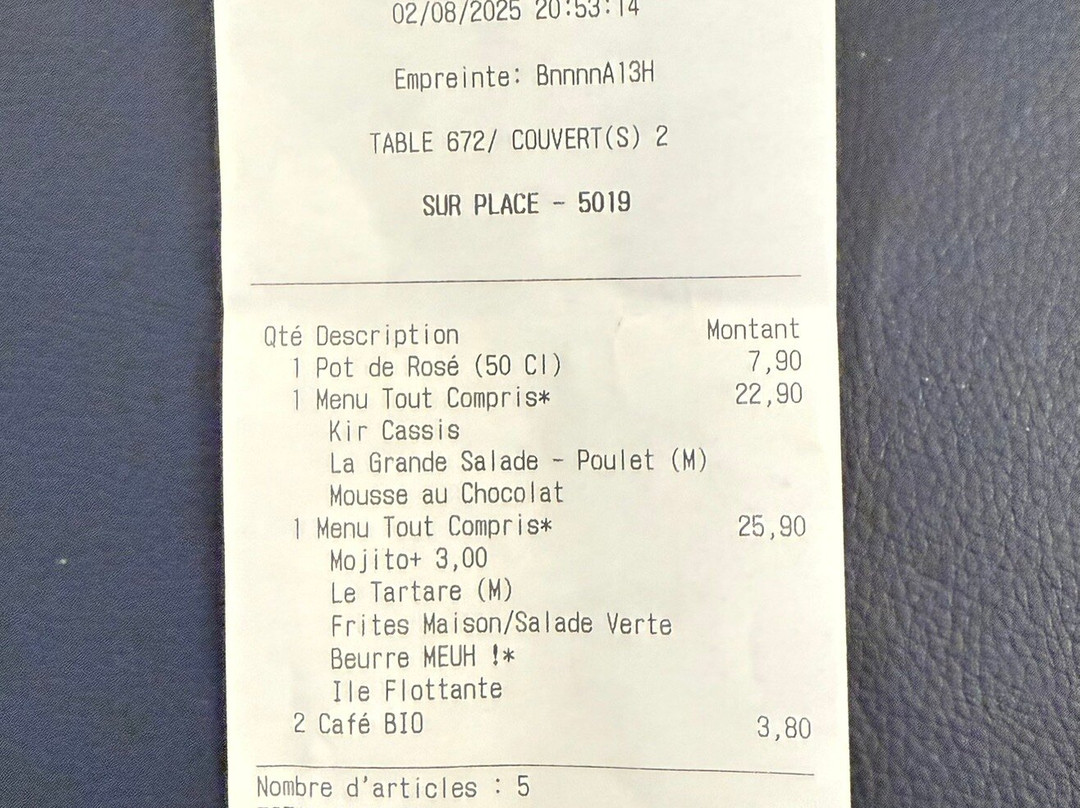 02/08/2025 20:53:14
Empreinte: BnnnnA13H
TABLE 672/ COUVERT(S) 2
SUR PLACE - 5019
Qté Description Montant
1 Pot de Rosé (50 Cl) 7,90
1 Menu Tout Compris* 22,90
Kir Cassis
La Grande Salade - Poulet (M)
Mousse au Chocolat
1 Menu Tout Compris* 25,90
Mojito+ 3,00
Le Tartare (M)
Frites Maison/Salade Verte
Beurre MEUH !*
Ile Flottante
2 Café BIO 3,80
Nombre d'articles : 5